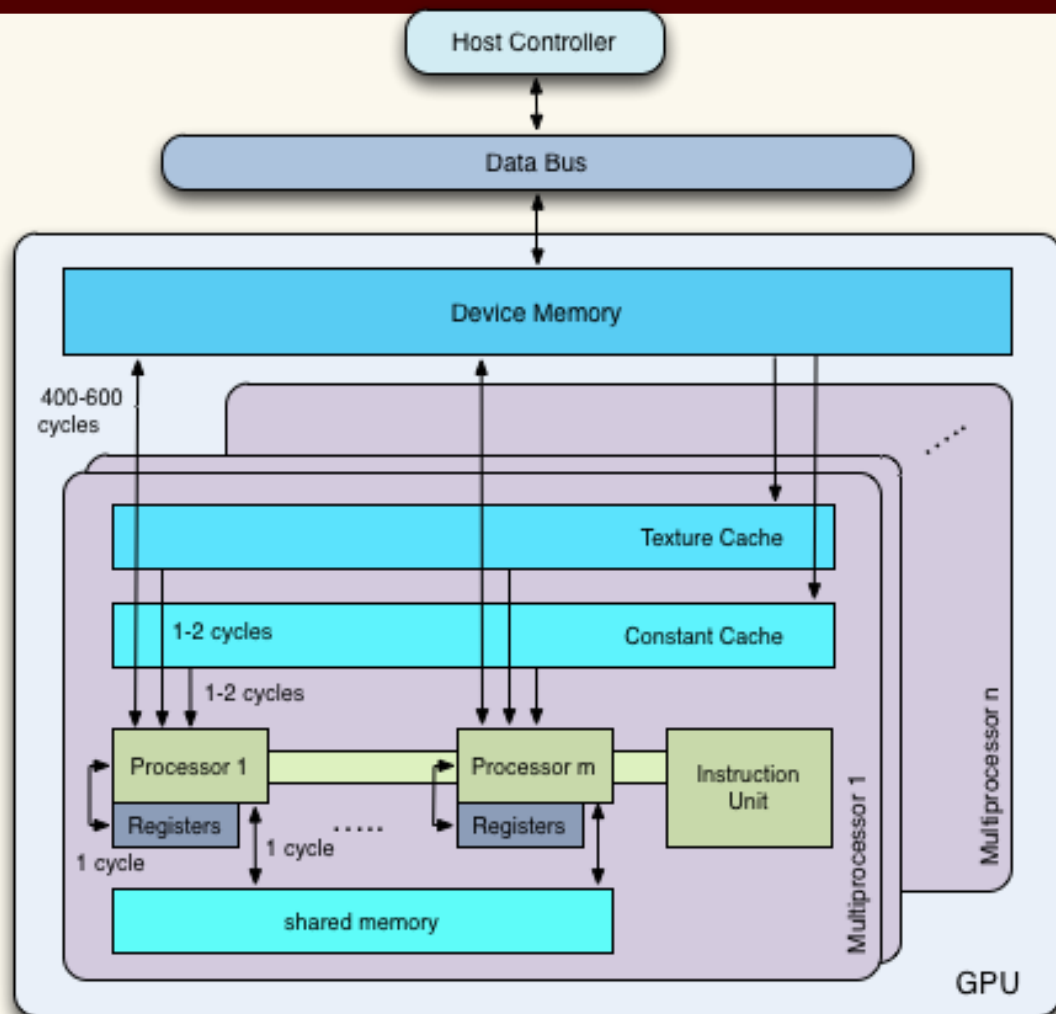 Host Controller
Data Bus
Device Memory
400-600
cycles
Texture Cache
1-2 cycles
Constant Cache
1-2 cycles
Processor 1
Processor m
Instruction
Unit
Registers
.....
Registers
1 cycle
1 cycle
shared memory
Multiprocessor 1
Multiprocessor n
.....
GPU